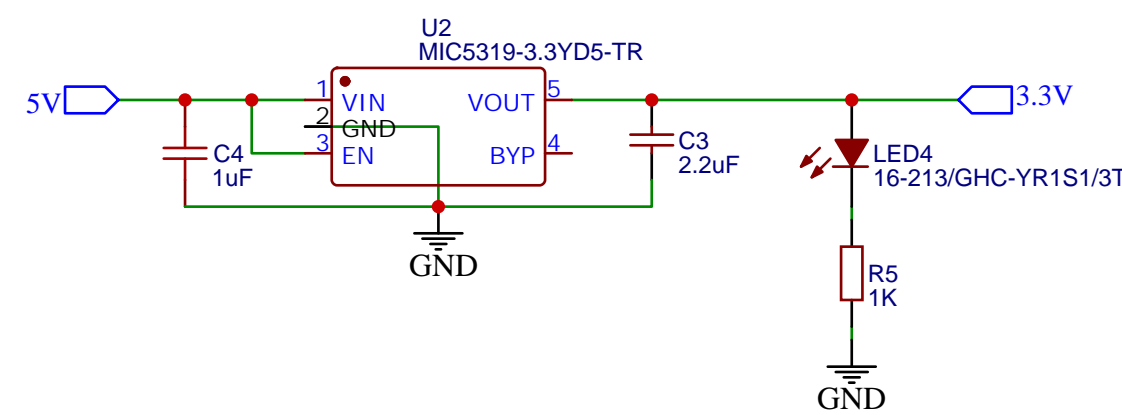 U2
MIC5319-3.3YD5-TR
5V
1
VIN
VOUT
5
3.3V
2
GND
3
EN
BYP
4
C4
1uF
C3
2.2uF
LED4
16-213/GHC-YR1S1/3T
GND
R5
1K
GND